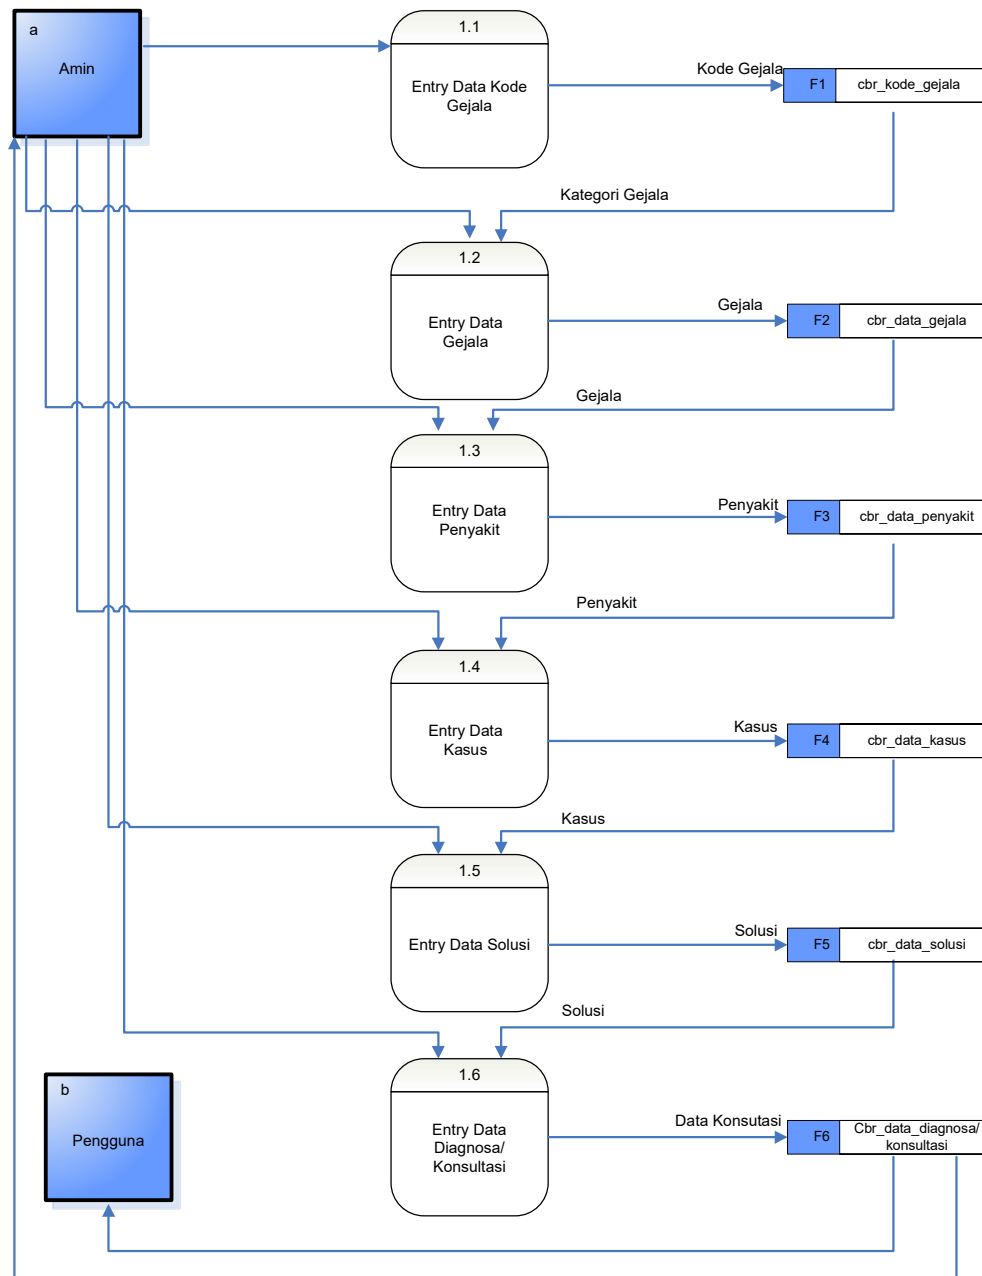 a
Amin
1.1
Entry Data Kode
Gejala
Kode Gejala
F1
cbr_kode_gejala
Kategori Gejala
1.2
Entry Data
Gejala
Gejala
F2
cbr_data_gejala
Gejala
1.3
Entry Data
Penyakit
Penyakit
F3
cbr_data_penyakit
Penyakit
1.4
Entry Data
Kasus
Kasus
F4
cbr_data_kasus
Kasus
1.5
Entry Data Solusi
Solusi
F5
cbr_data_solusi
Solusi
b
Pengguna
1.6
Entry Data
Diagnosa/
Konsultasi
Data Konsutasi
F6
Cbr_data_diagnosa/
konsultasi